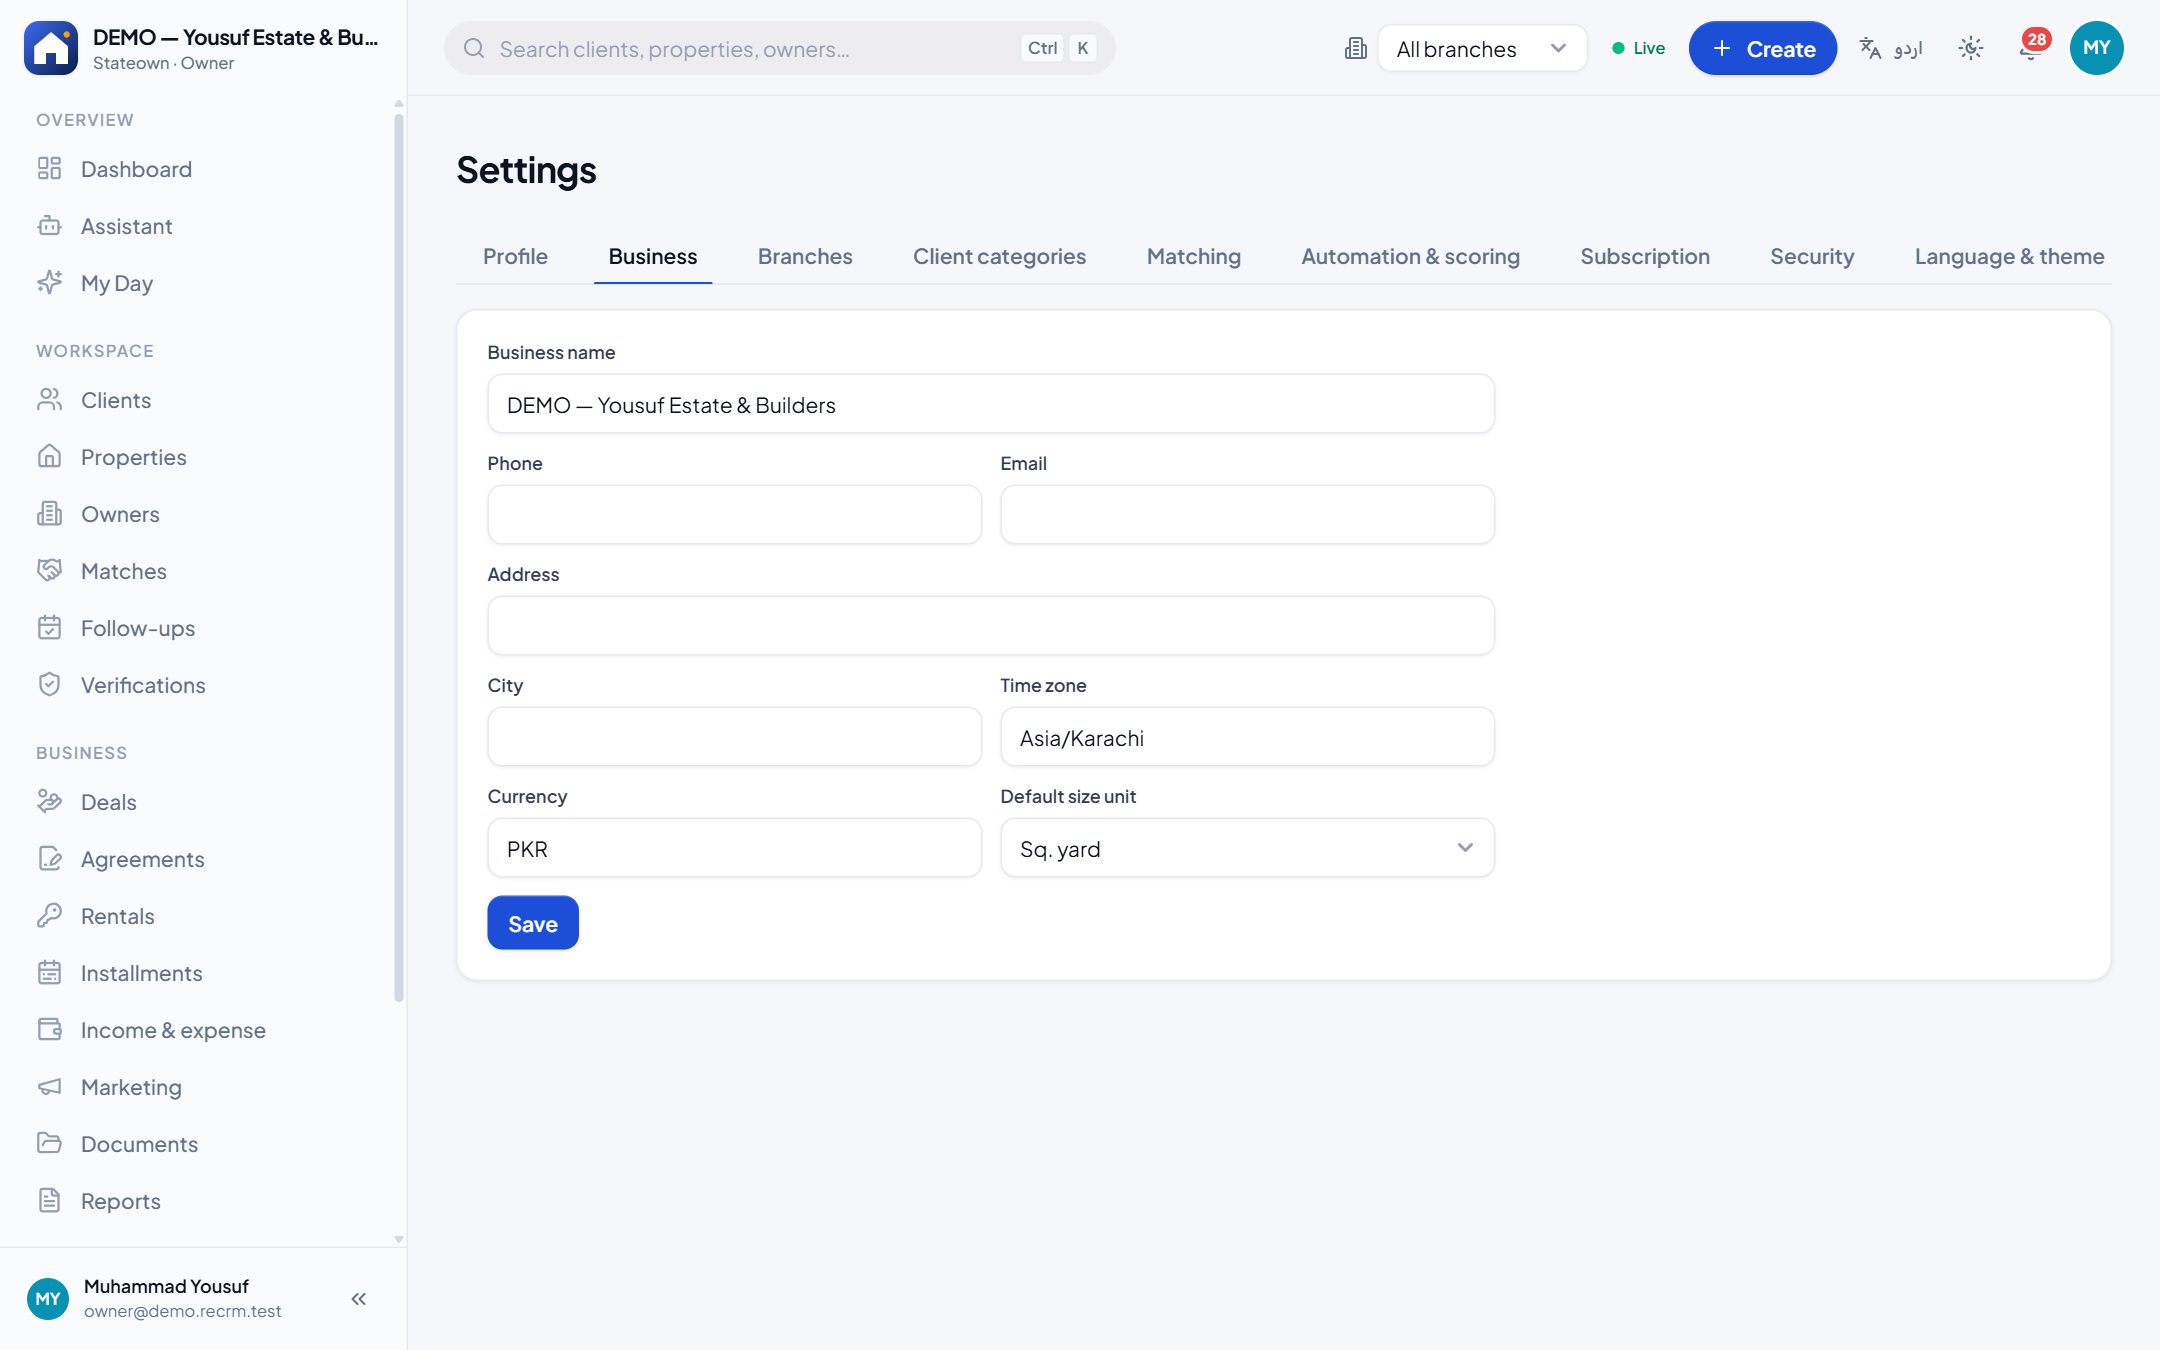 DEMO — Yousuf Estate & Bu...
Stateown · Owner
Search clients, properties, owners... Ctrl K
All branches
Live
+ Create
اردو
28
MY
OVERVIEW
Dashboard
Assistant
My Day
WORKSPACE
Clients
Properties
Owners
Matches
Follow-ups
Verifications
BUSINESS
Deals
Agreements
Rentals
Installments
Income & expense
Marketing
Documents
Reports
MY
Muhammad Yousuf
owner@demo.recrm.test
Settings
Profile Business Branches Client categories Matching Automation & scoring Subscription Security Language & theme
Business name
DEMO — Yousuf Estate & Builders
Phone Email
Address
City Time zone
Asia/Karachi
Currency Default size unit
PKR Sq. yard
Save